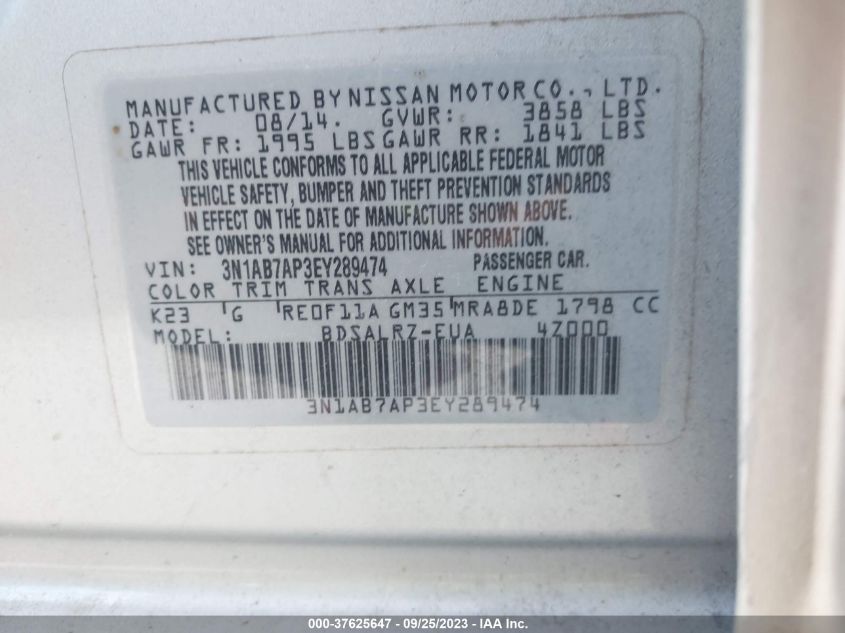 MANUFACTURED BY NISSAN MOTOR CO., LTD.
DATE: 08/14. GVWR: 3858 LBS
GAWR FR: 1995 LBS GAWR RR: 1841 LBS
THIS VEHICLE CONFORMS TO ALL APPLICABLE FEDERAL MOTOR
VEHICLE SAFETY, BUMPER AND THEFT PREVENTION STANDARDS
IN EFFECT ON THE DATE OF MANUFACTURE SHOWN ABOVE.
SEE OWNER'S MANUAL FOR ADDITIONAL INFORMATION.
VIN: 3N1AB7AP3EY289474 PASSENGER CAR.
COLOR TRIM TRANS AXLE ENGINE
K23 G RE0F11A GM35 MRA8DE 1798 CC
MODEL: BDSALRZ-EUA 4Z000
3N1AB7AP3EY289474
000-37625647 / 09/25/2023 - IAA Inc.